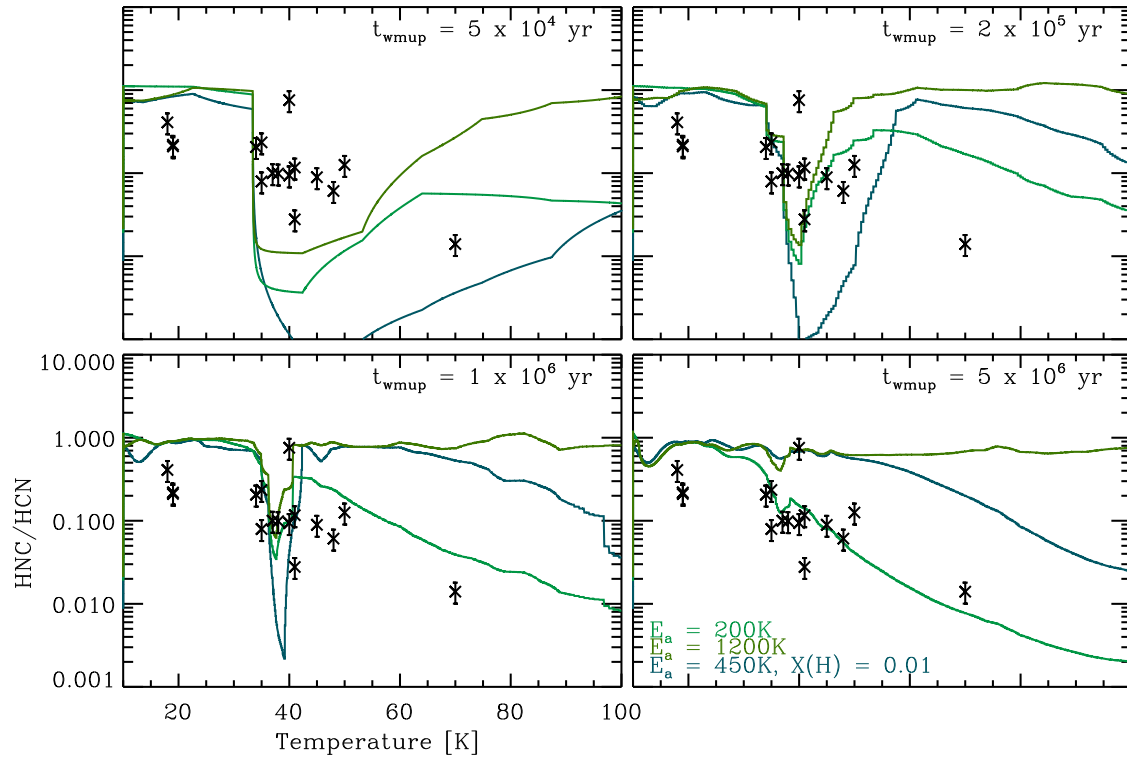 t_wmup = 5 x 10^4 yr
t_wmup = 2 x 10^5 yr
t_wmup = 1 x 10^6 yr
t_wmup = 5 x 10^6 yr
10.000
1.000
0.100
0.010
0.001
HNC/HCN
E_a = 200K
E_a = 1200K
E_a = 450K, X(H) = 0.01
20 40 60 80 100
Temperature [K]